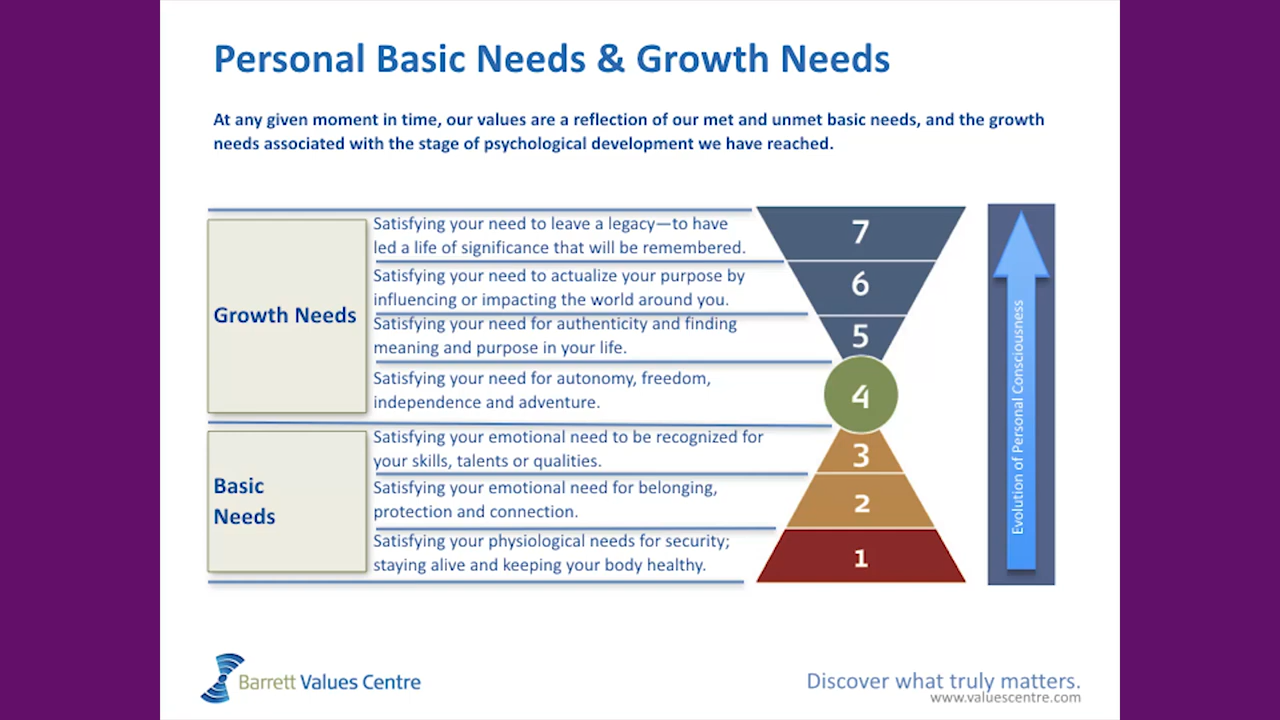 Personal Basic Needs & Growth Needs
At any given moment in time, our values are a reflection of our met and unmet basic needs, and the growth
needs associated with the stage of psychological development we have reached.
Growth Needs
Satisfying your need to leave a legacy—to have
led a life of significance that will be remembered.
7
Satisfying your need to actualize your purpose by
influencing or impacting the world around you.
6
Satisfying your need for authenticity and finding
meaning and purpose in your life.
5
Satisfying your need for autonomy, freedom,
independence and adventure.
4
Basic
Needs
Satisfying your emotional need to be recognized for
your skills, talents or qualities.
3
Satisfying your emotional need for belonging,
protection and connection.
2
Satisfying your physiological needs for security;
staying alive and keeping your body healthy.
1
Evolution of Personal Consciousness
Barrett Values Centre
Discover what truly matters.
www.valuescentre.com